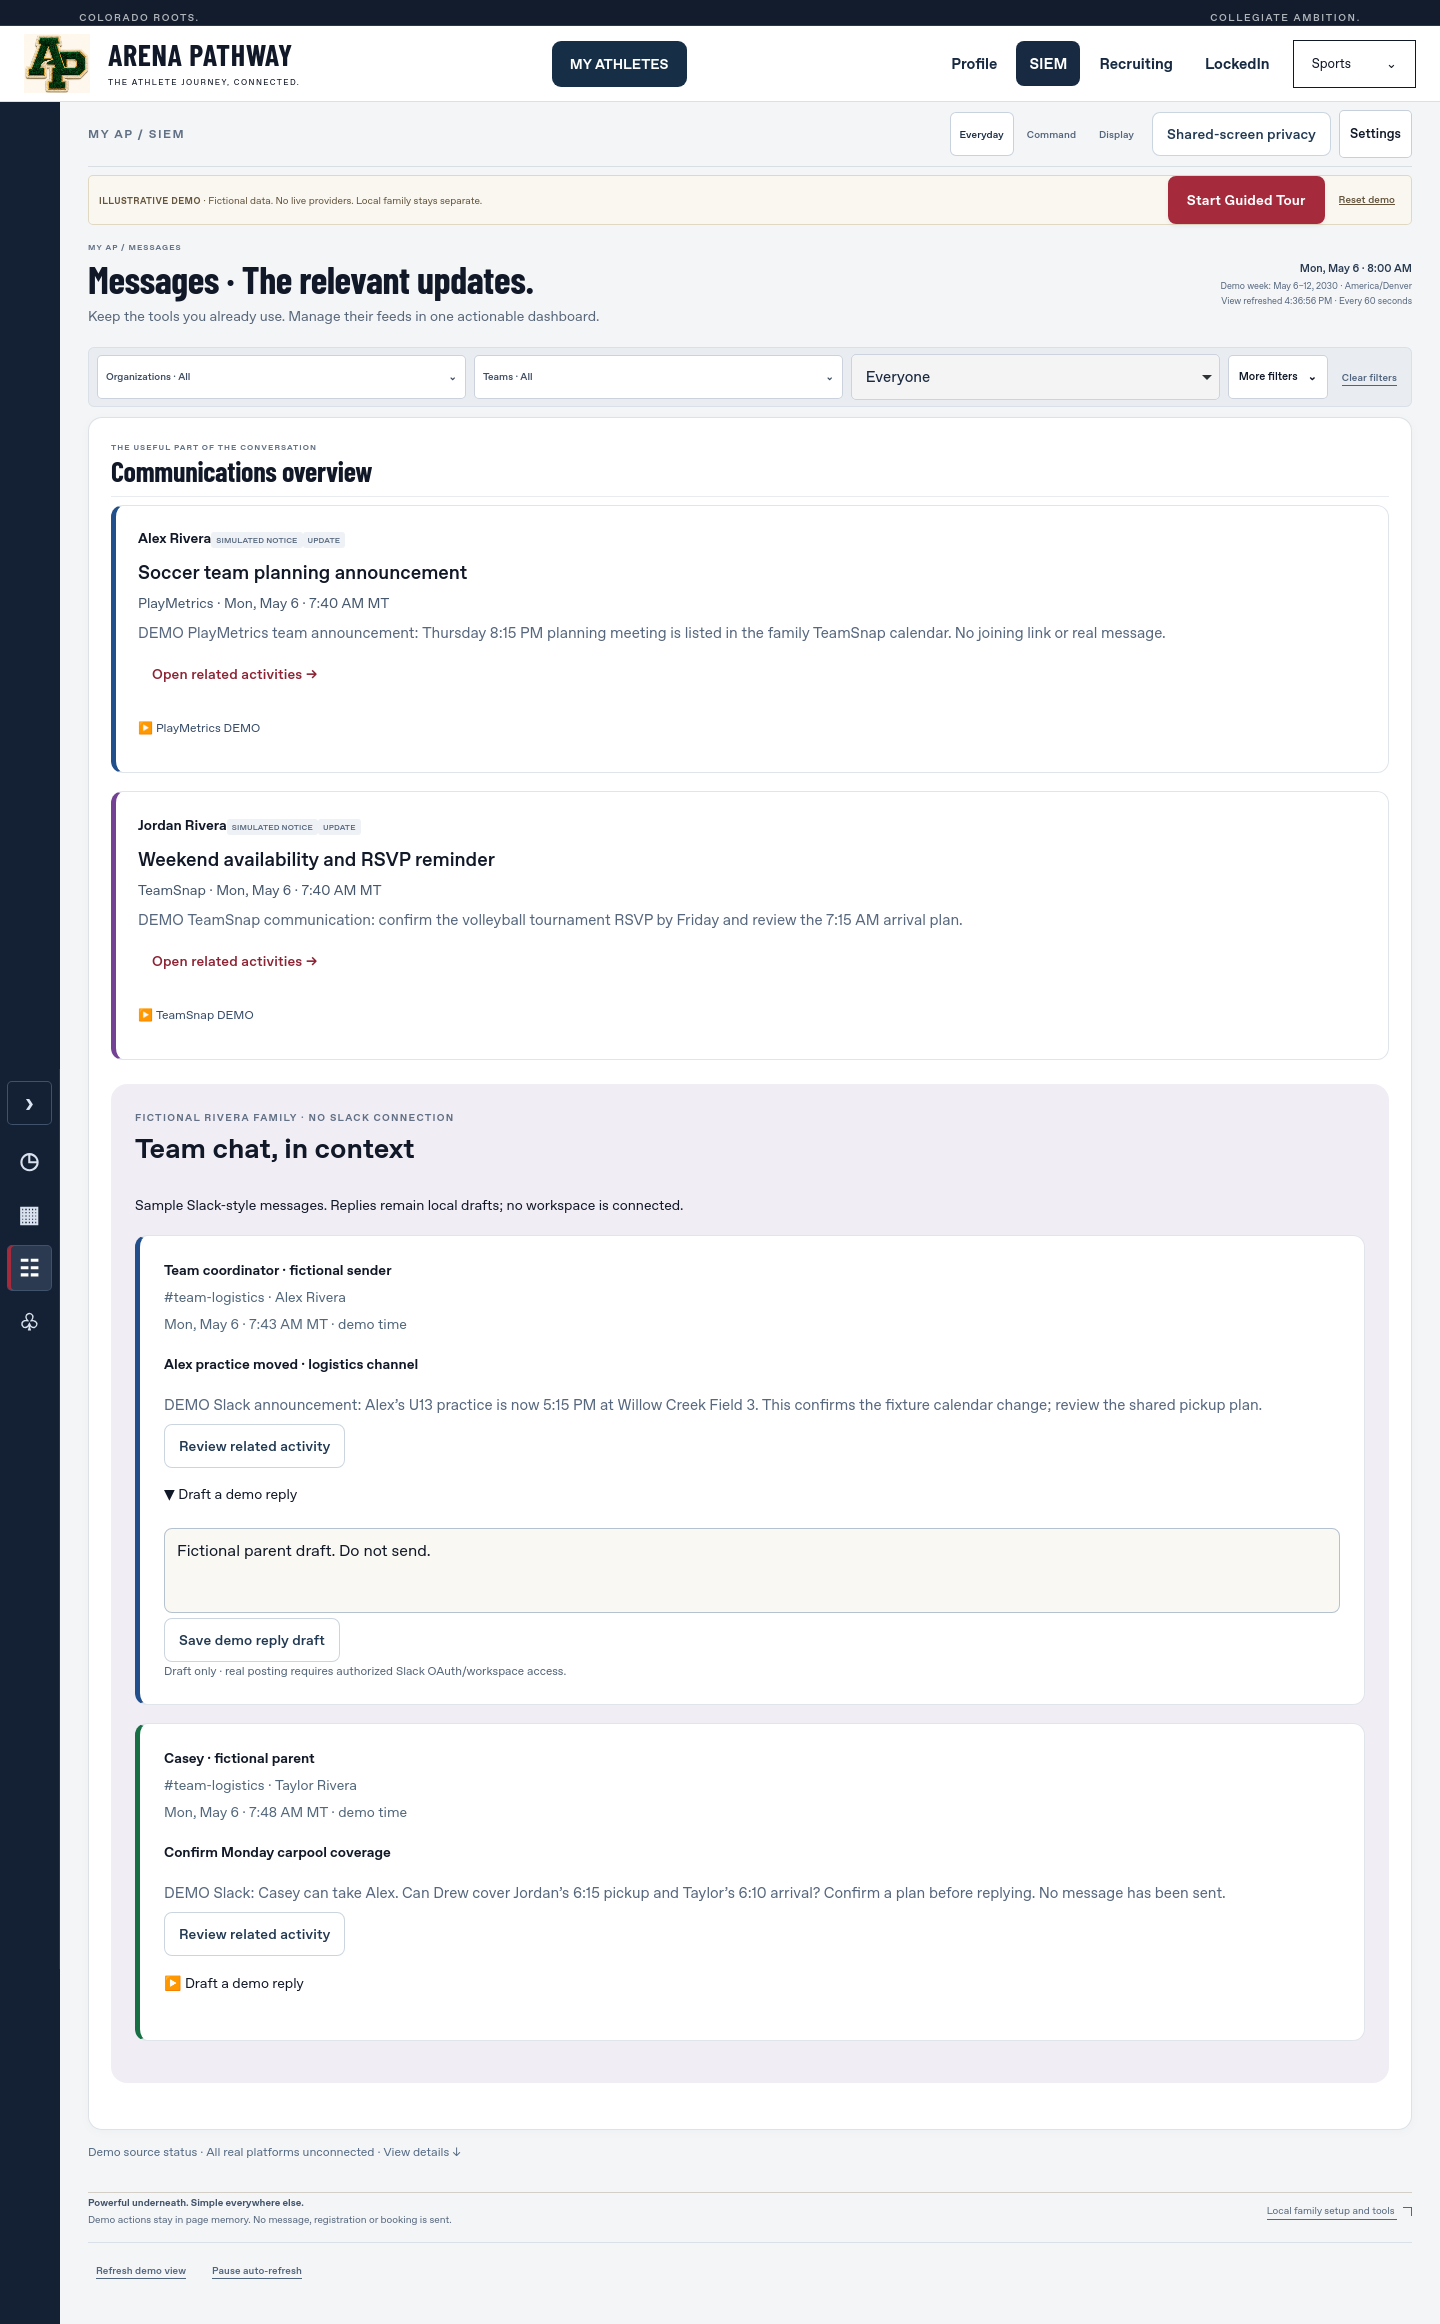 COLORADO ROOTS.
COLLEGIATE AMBITION.
AP
ARENA PATHWAY
THE ATHLETE JOURNEY, CONNECTED.
MY ATHLETES
Profile
SIEM
Recruiting
LockedIn
Sports
MY AP / SIEM
Everyday
Command
Display
Shared-screen privacy
Settings
ILLUSTRATIVE DEMO · Fictional data. No live providers. Local family stays separate.
Start Guided Tour
Reset demo
MY AP / MESSAGES
Messages · The relevant updates.
Keep the tools you already use. Manage their feeds in one actionable dashboard.
Mon, May 6 · 8:00 AM
Demo week: May 6–12, 2030 · America/Denver
View refreshed 4:36:56 PM · Every 60 seconds
Organizations · All
Teams · All
Everyone
More filters
Clear filters
THE USEFUL PART OF THE CONVERSATION
Communications overview
Alex Rivera SIMULATED NOTICE UPDATE
Soccer team planning announcement
PlayMetrics · Mon, May 6 · 7:40 AM MT
DEMO PlayMetrics team announcement: Thursday 8:15 PM planning meeting is listed in the family TeamSnap calendar. No joining link or real message.
Open related activities →
▶ PlayMetrics DEMO
Jordan Rivera SIMULATED NOTICE UPDATE
Weekend availability and RSVP reminder
TeamSnap · Mon, May 6 · 7:40 AM MT
DEMO TeamSnap communication: confirm the volleyball tournament RSVP by Friday and review the 7:15 AM arrival plan.
Open related activities →
▶ TeamSnap DEMO
FICTIONAL RIVERA FAMILY · NO SLACK CONNECTION
Team chat, in context
Sample Slack-style messages. Replies remain local drafts; no workspace is connected.
Team coordinator · fictional sender
#team-logistics · Alex Rivera
Mon, May 6 · 7:43 AM MT · demo time
Alex practice moved · logistics channel
DEMO Slack announcement: Alex’s U13 practice is now 5:15 PM at Willow Creek Field 3. This confirms the fixture calendar change; review the shared pickup plan.
Review related activity
▼ Draft a demo reply
Fictional parent draft. Do not send.
Save demo reply draft
Draft only · real posting requires authorized Slack OAuth/workspace access.
Casey · fictional parent
#team-logistics · Taylor Rivera
Mon, May 6 · 7:48 AM MT · demo time
Confirm Monday carpool coverage
DEMO Slack: Casey can take Alex. Can Drew cover Jordan’s 6:15 pickup and Taylor’s 6:10 arrival? Confirm a plan before replying. No message has been sent.
Review related activity
▶ Draft a demo reply
Demo source status · All real platforms unconnected · View details ↓
Powerful underneath. Simple everywhere else.
Demo actions stay in page memory. No message, registration or booking is sent.
Local family setup and tools
Refresh demo view
Pause auto-refresh